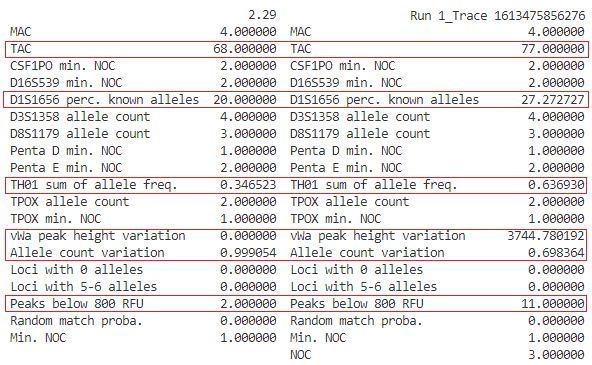 2.29 Run 1_Trace 1613475856276
MAC 4.000000 MAC 4.000000
TAC 68.000000 TAC 77.000000
CSF1PO min. NOC 2.000000 CSF1PO min. NOC 2.000000
D16S539 min. NOC 2.000000 D16S539 min. NOC 2.000000
D1S1656 perc. known alleles 20.000000 D1S1656 perc. known alleles 27.272727
D3S1358 allele count 4.000000 D3S1358 allele count 4.000000
D8S1179 allele count 3.000000 D8S1179 allele count 3.000000
Penta D min. NOC 1.000000 Penta D min. NOC 1.000000
Penta E min. NOC 2.000000 Penta E min. NOC 2.000000
TH01 sum of allele freq. 0.346523 TH01 sum of allele freq. 0.636930
TPOX allele count 2.000000 TPOX allele count 2.000000
TPOX min. NOC 1.000000 TPOX min. NOC 1.000000
vWa peak height variation 0.000000 vWa peak height variation 3744.780192
Allele count variation 0.999054 Allele count variation 0.698364
Loci with 0 alleles 0.000000 Loci with 0 alleles 0.000000
Loci with 5-6 alleles 0.000000 Loci with 5-6 alleles 0.000000
Peaks below 800 RFU 2.000000 Peaks below 800 RFU 11.000000
Random match proba. 0.000000 Random match proba. 0.000000
Min. NOC 1.000000 Min. NOC 1.000000
NOC 3.000000